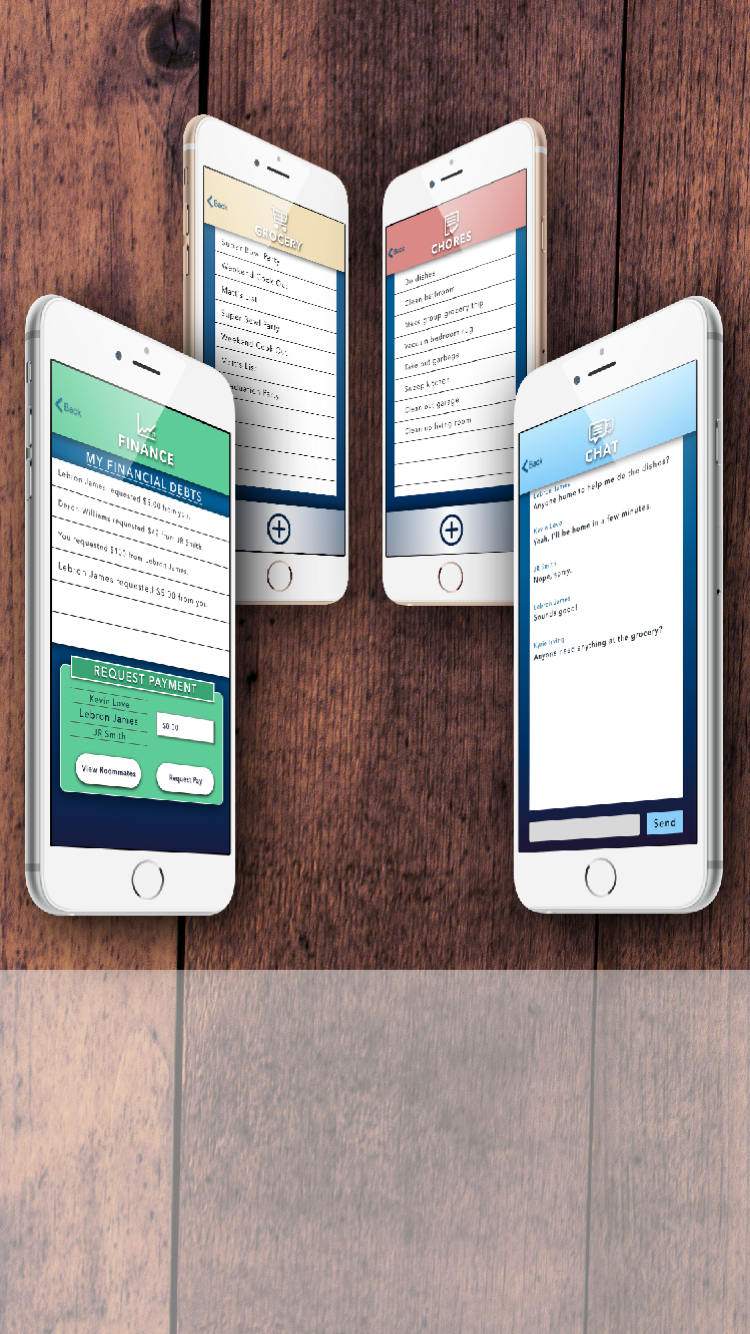 Back
GROCERY
Super Bowl Party
Weekend Cook Out
Matt's List
Super Bowl Party
Weekend Cook Out
Matt's List
Graduation Party
Back
CHORES
Do dishes
Clean bathroom
Make group grocery trip
Vacuum bedroom rug
Take out garbage
Sweep kitchen
Clean out garage
Clean up living room
Back
FINANCE
MY FINANCIAL DEBTS
Lebron James requested $5.00 from you.
Deron Williams requested $42 from JR Smith.
You requested $100 from Lebron James.
Lebron James requested $5.00 from you.
REQUEST PAYMENT
Kevin Love
Lebron James
JR Smith
$0.00
View Roommates
Request Pay
Back
CHAT
Lebron James
Anyone home to help me do the dishes?
Kevin Love
Yeah, I'll be home in a few minutes.
JR Smith
Nope, sorry.
Lebron James
Sounds good!
Kyrie Irving
Anyone need anything at the grocery?
Send